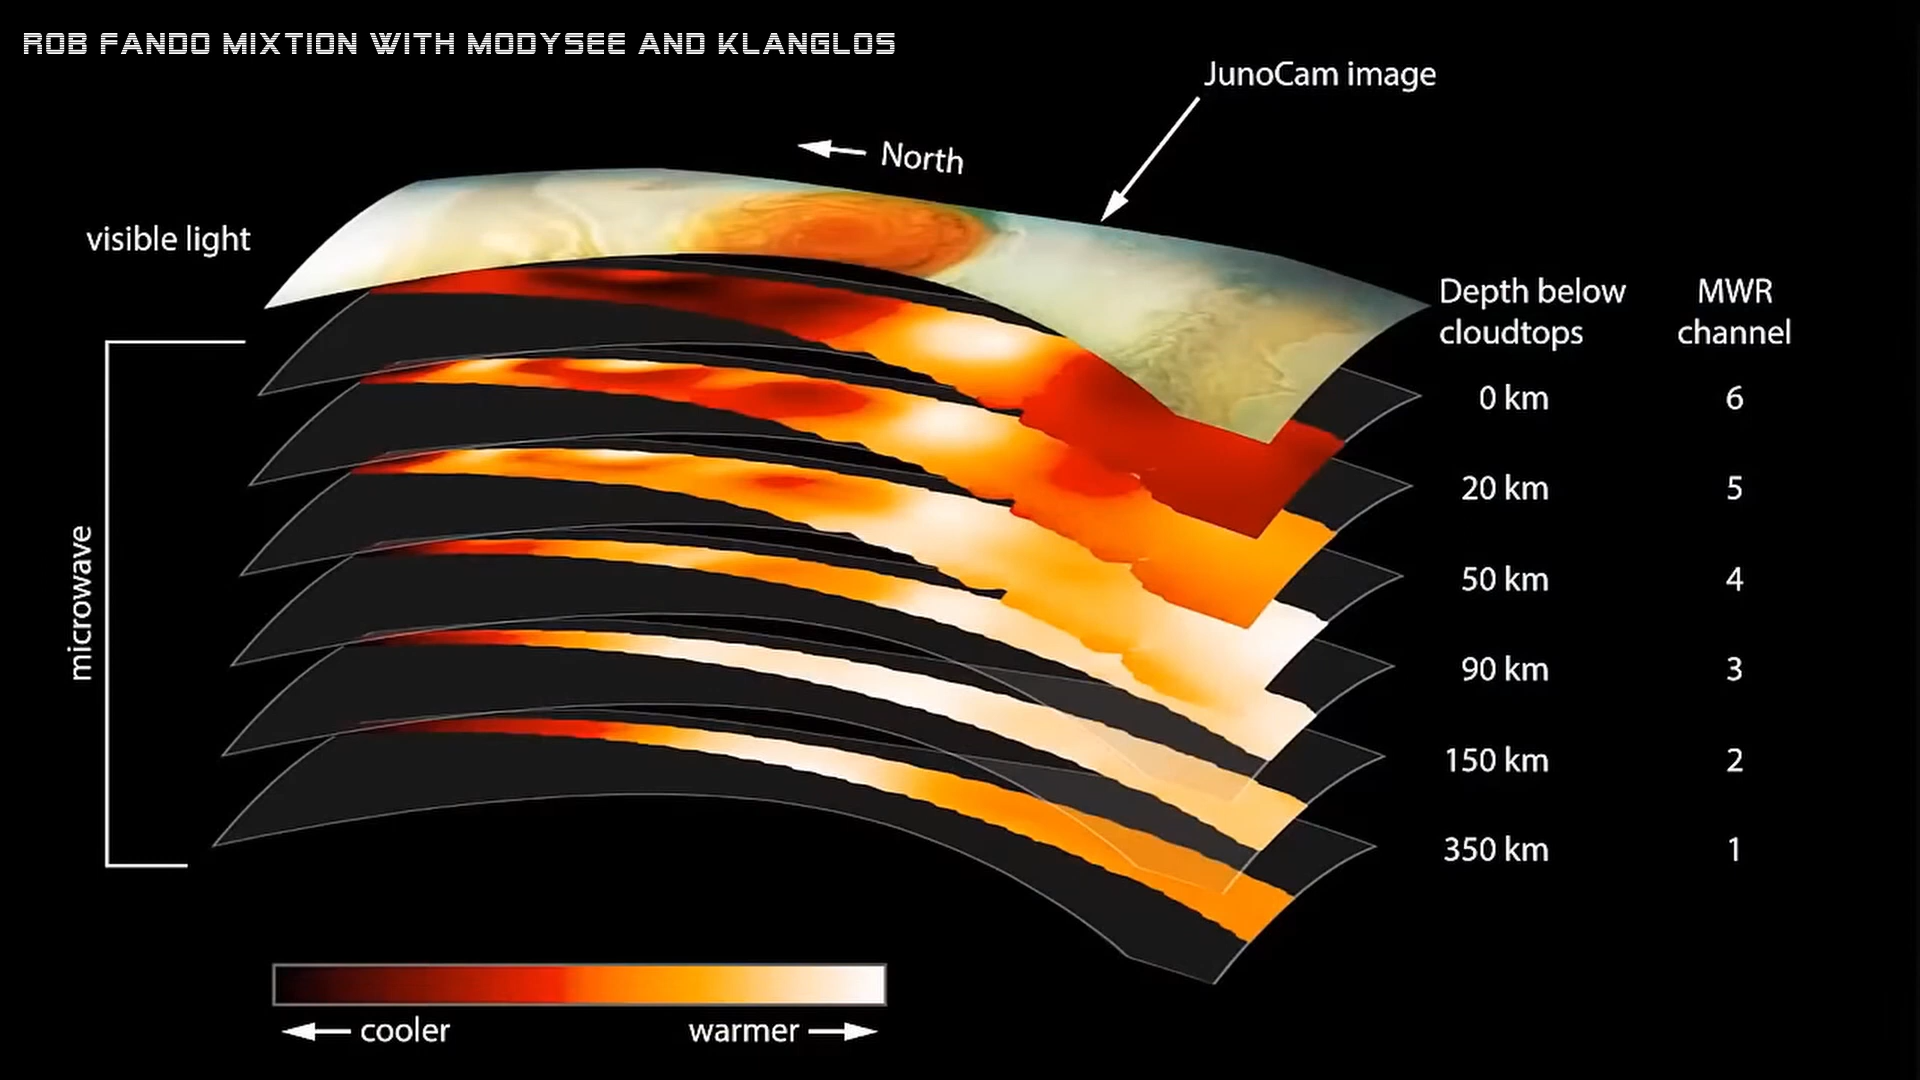 ROB FANDO MIXTION WITH MODYSEE AND KLANGLOS
JunoCam image
North
visible light
Depth below
cloudtops
MWR
channel
0 km 6
20 km 5
50 km 4
90 km 3
150 km 2
350 km 1
microwave
cooler
warmer